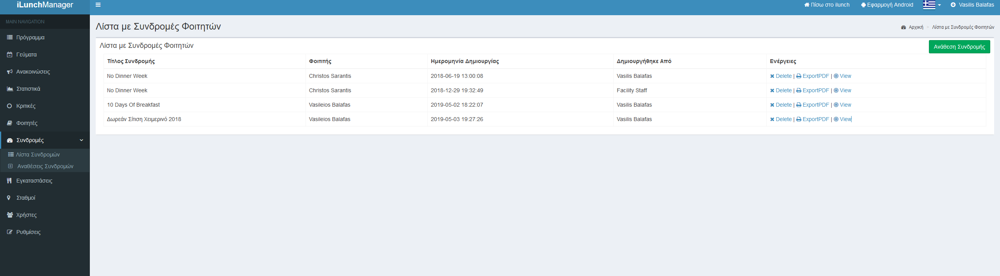 iLunchManager
Πίσω στο ilunch Εφαρμογή Android Vasilis Balafas
MAIN NAVIGATION
Πρόγραμμα
Γεύματα
Ανακοινώσεις
Στατιστικά
Κριτικές
Φοιτητές
Συνδρομές
Λίστα Συνδρομών
Αναθέσεις Συνδρομών
Εγκαταστάσεις
Σταθμοί
Χρήστες
Ρυθμίσεις
Λίστα με Συνδρομές Φοιτητών
Αρχική > Λίστα με Συνδρομές Φοιτητών
Λίστα με Συνδρομές Φοιτητών
Ανάθεση Συνδρομής
Τίτλος Συνδρομής Φοιτιτής Ημερομηνία Δημιουργίας Δημιουργήθηκε Από Ενέργειες
No Dinner Week Christos Sarantis 2018-06-19 13:00:08 Vasilis Balafas Delete | ExportPDF | View
No Dinner Week Christos Sarantis 2018-12-29 19:32:49 Facility Staff Delete | ExportPDF | View
10 Days Of Breakfast Vasileios Balafas 2019-05-02 18:22:07 Vasilis Balafas Delete | ExportPDF | View
Δωρεάν Σίτιση Χειμερινό 2018 Vasileios Balafas 2019-05-03 19:27:26 Vasilis Balafas Delete | ExportPDF | View